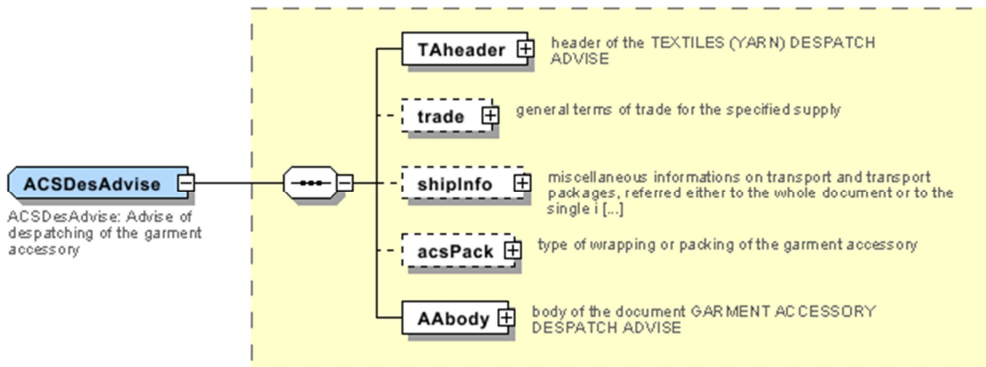 TAheader
header of the TEXTILES (YARN) DESPATCH
ADVISE
trade
general terms of trade for the specified supply
shipInfo
miscellaneous informations on transport and transport
packages, referred either to the whole document or to the
single i [...]
ACSDesAdvise
ACSDesAdvise: Advise of
despatching of the garment
accessory
acsPack
type of wrapping or packing of the garment accessory
AAbody
body of the document GARMENT ACCESSORY
DESPATCH ADVISE